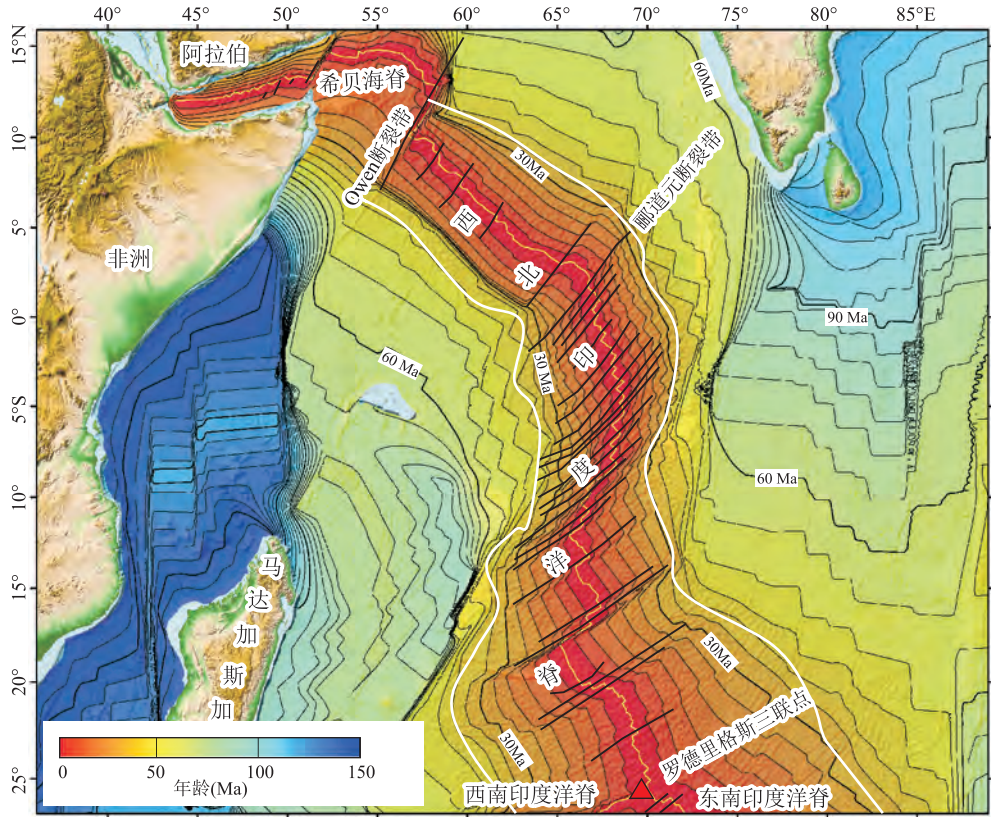 40°
45°
50°
55°
60°
65°
70°
75°
80°
85°E
15°N
10°
5°
0°
5°S
10°
15°
20°
25°
阿拉伯
希贝海脊
60Ma
Owen断裂带
30Ma
郦道元断裂带
非洲
西北印度洋脊
90 Ma
60 Ma
30 Ma
60 Ma
马达加斯加
30Ma
30Ma
罗德里格斯三联点
西南印度洋脊
东南印度洋脊
0
50
100
150
年龄(Ma)